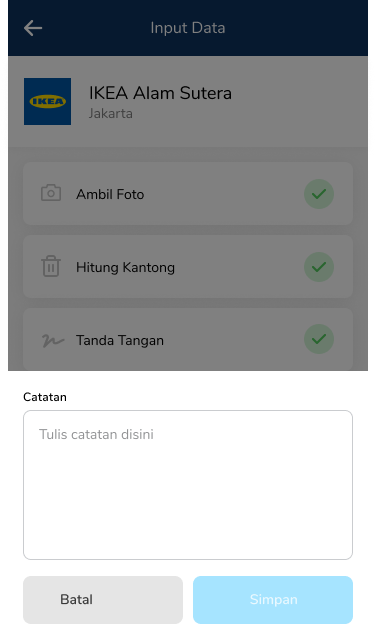 Input Data
IKEA
IKEA Alam Sutera
Jakarta
Ambil Foto
Hitung Kantong
Tanda Tangan
Catatan
Tulis catatan disini
Batal
Simpan